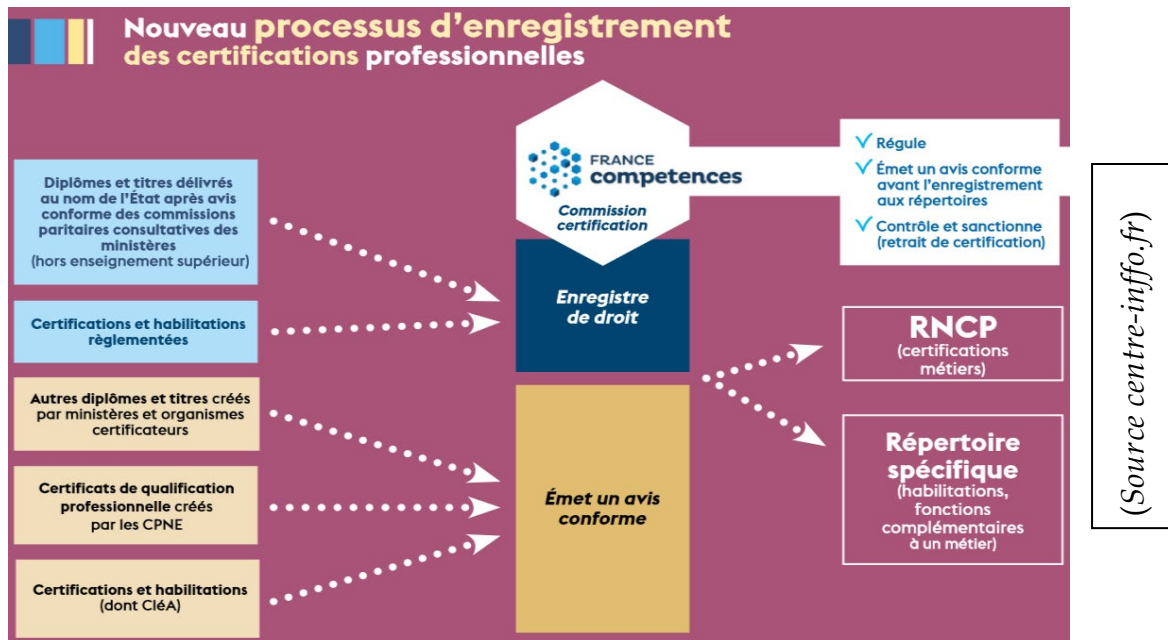 Nouveau processus d'enregistrement
des certifications professionnelles
FRANCE
compétences
Commission
certification
Régule
Émet un avis conforme
avant l'enregistrement
aux répertoires
Contrôle et sanctionne
(retrait de certification)
Diplômes et titres délivrés
au nom de l'État après avis
conforme des commissions
paritaires consultatives des
ministères
(hors enseignement supérieur)
Certifications et habilitations
règlementées
Autres diplômes et titres créés
par ministères et organismes
certificateurs
Certificats de qualification
professionnelle créés
par les CPNE
Certifications et habilitations
(dont CléA)
Enregistre
de droit
Émet un avis
conforme
RNCP
(certifications
métiers)
Répertoire
spécifique
(habilitations,
fonctions
complémentaires
à un métier)
(Source centre-inffo.fr)